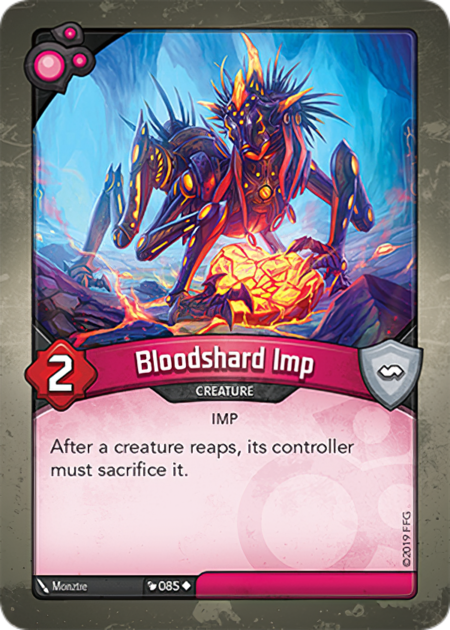 2
Bloodshard Imp
CREATURE
IMP
After a creature reaps, its controller
must sacrifice it.
©2019 FFG
Monztre
085